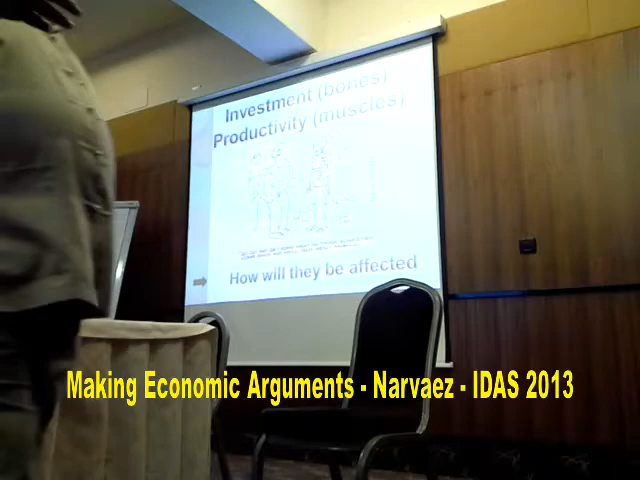 Investment (bones)
Productivity (muscles)
How will they be affected
Making Economic Arguments - Narvaez - IDAS 2013